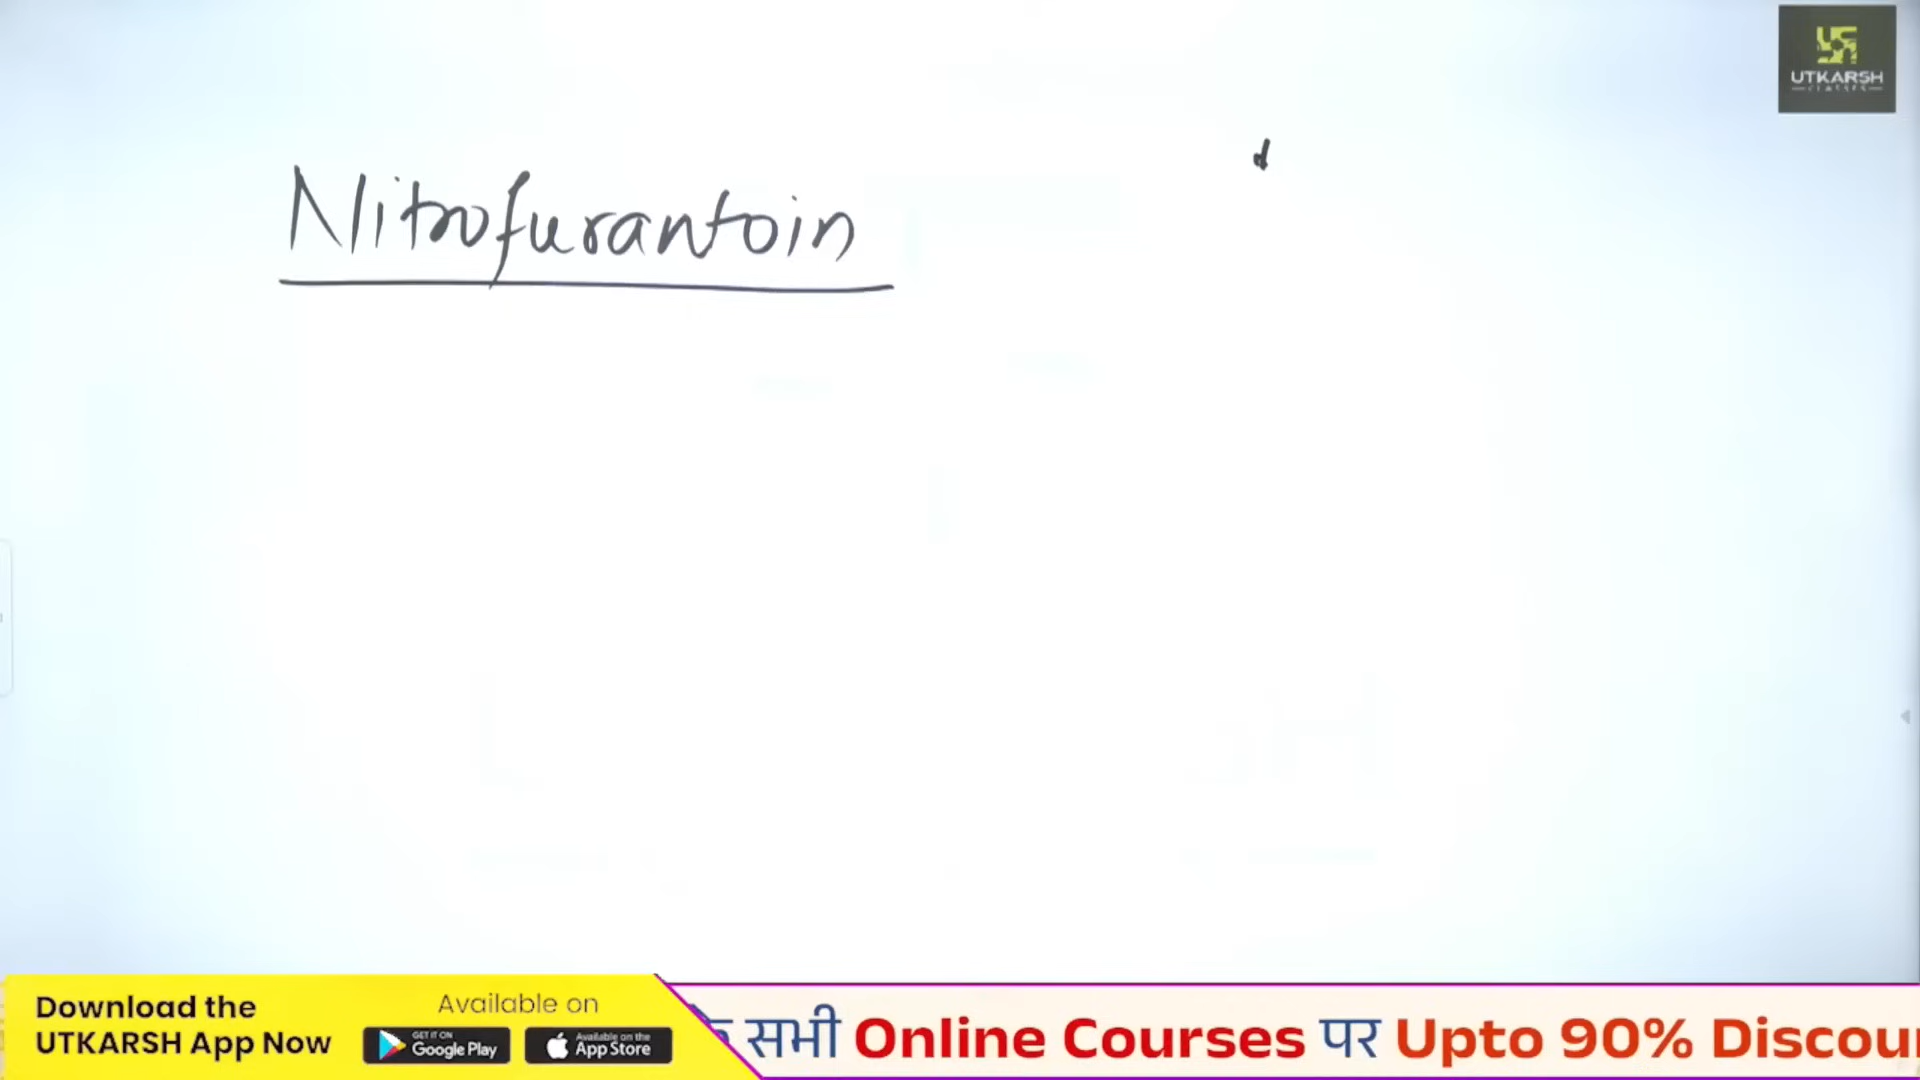 UTKARSH
CLASSES
Nitrofurantoin
Download the
UTKARSH App Now
Available on
GET IT ON
Google Play
Available on the
App Store
के सभी Online Courses पर Upto 90% Discou